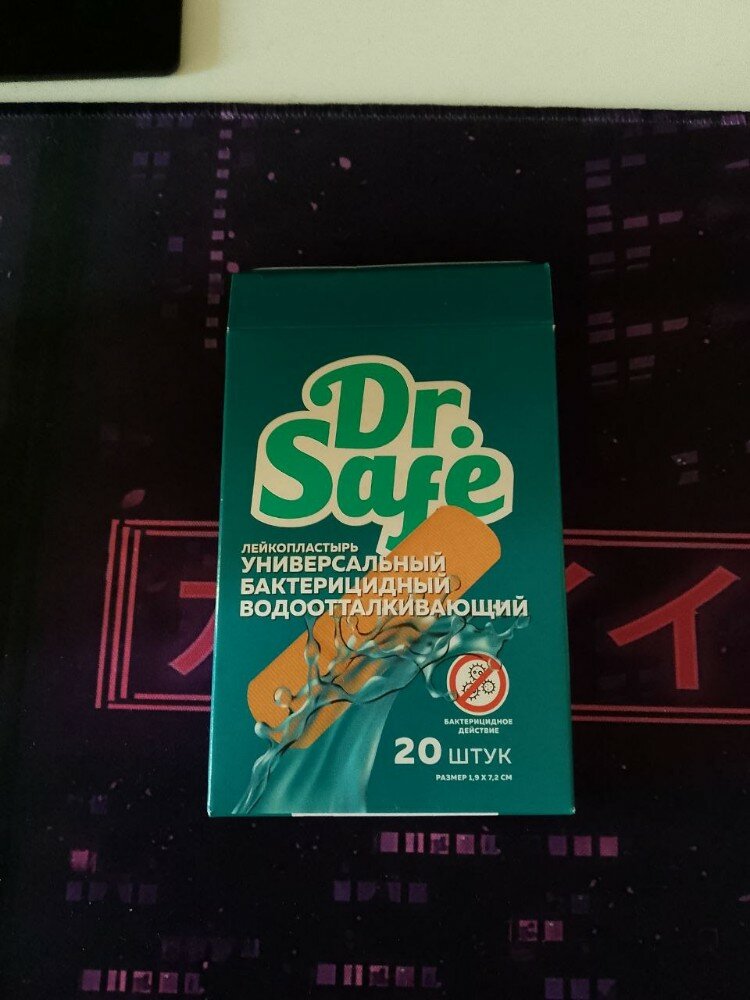 Dr.
Safe
ЛЕЙКОПЛАСТЫРЬ
УНИВЕРСАЛЬНЫЙ
БАКТЕРИЦИДНЫЙ
ВОДООТТАЛКИВАЮЩИЙ
БАКТЕРИЦИДНОЕ
ДЕЙСТВИЕ
20 ШТУК
РАЗМЕР 1,9 X 7,2 СМ